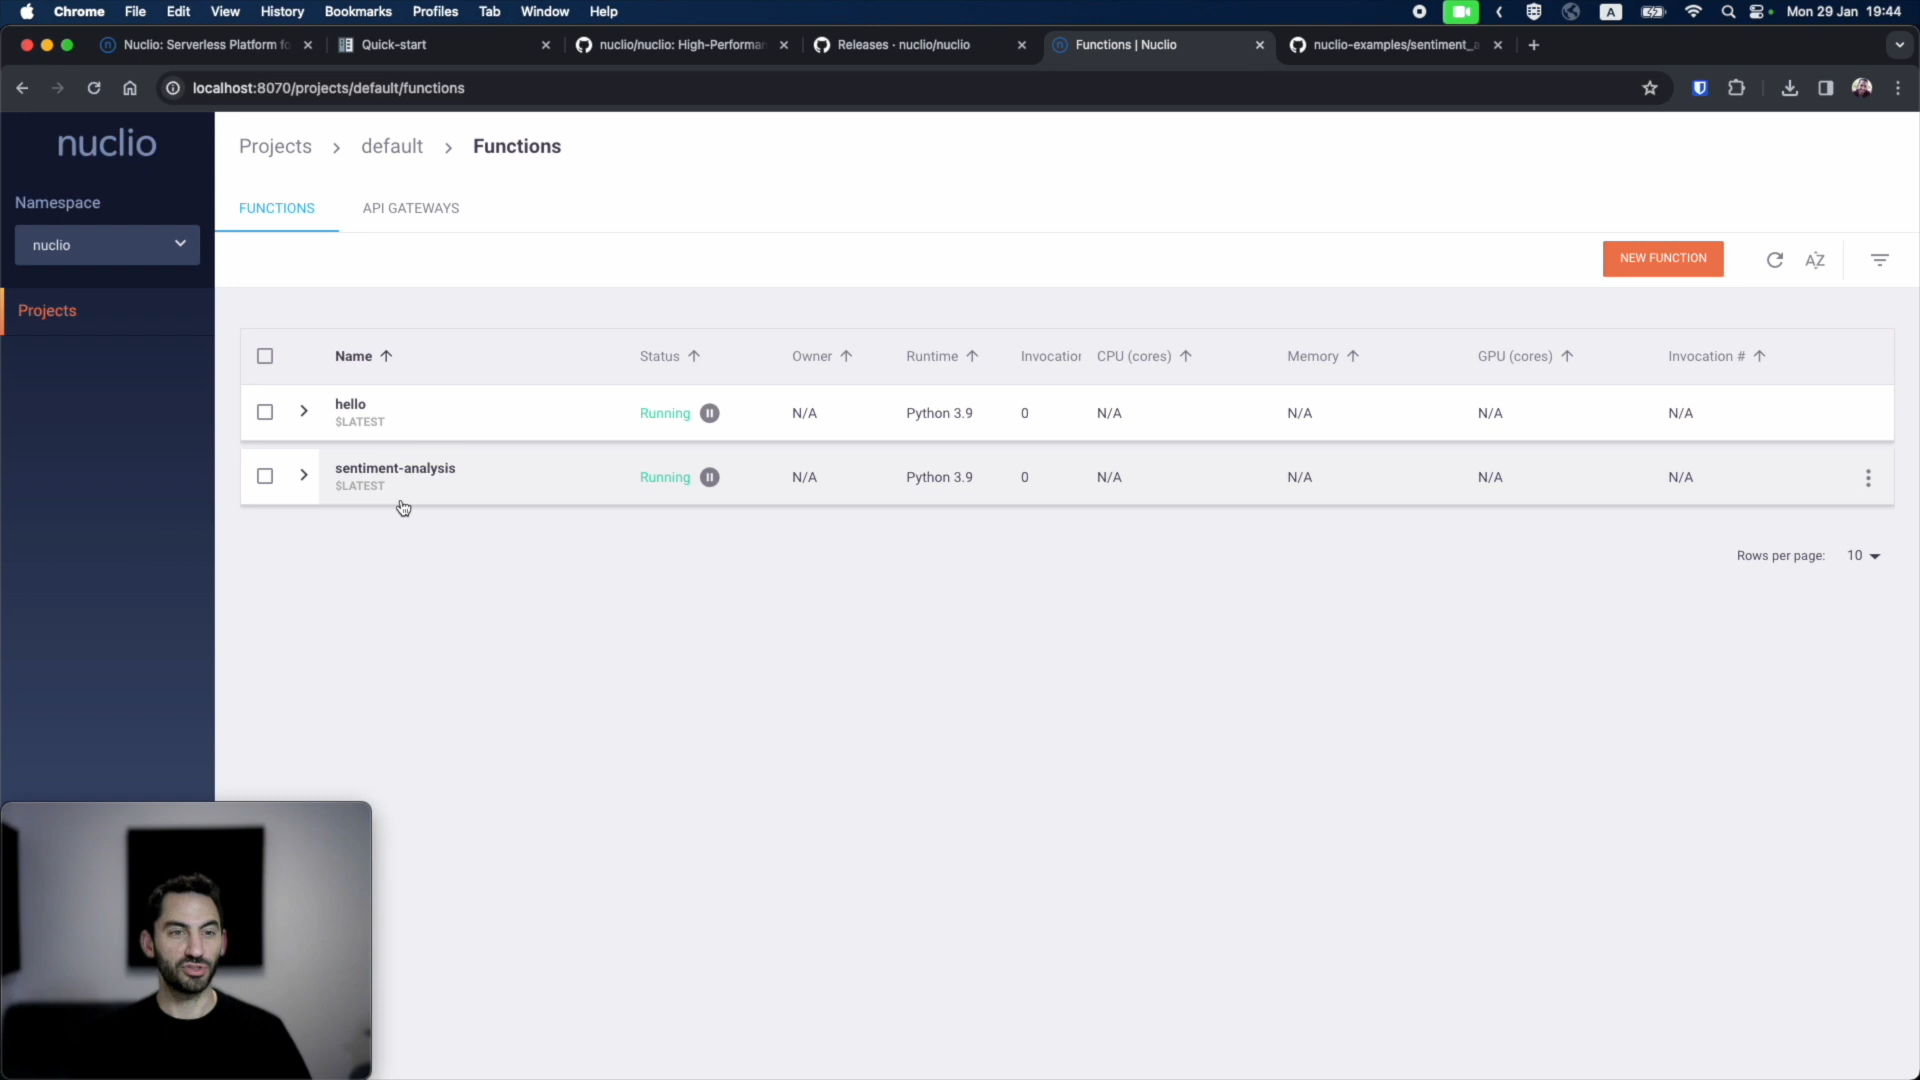 Chrome File Edit View History Bookmarks Profiles Tab Window Help
A Mon 29 Jan 19:44
Nuclio: Serverless Platform fo
Quick-start
nuclio/nuclio: High-Performan
Releases · nuclio/nuclio
Functions | Nuclio
nuclio-examples/sentiment_a
localhost:8070/projects/default/functions
nuclio
Namespace
nuclio
Projects
Projects > default > Functions
FUNCTIONS API GATEWAYS
NEW FUNCTION
AZ
Name Status Owner Runtime Invocation CPU (cores) Memory GPU (cores) Invocation #
hello
$LATEST
Running N/A Python 3.9 0 N/A N/A N/A N/A
sentiment-analysis
$LATEST
Running N/A Python 3.9 0 N/A N/A N/A N/A
Rows per page: 10